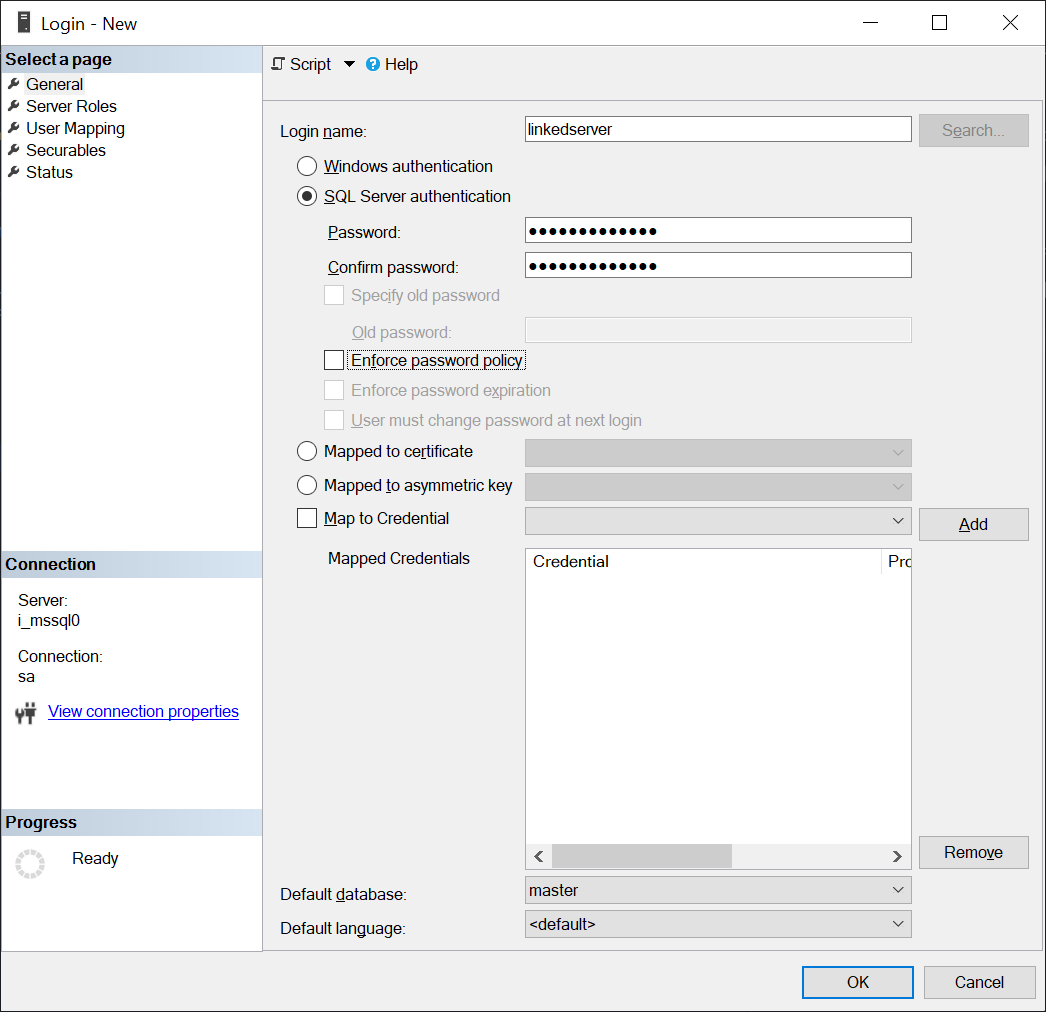 Login - New
Select a page
General
Server Roles
User Mapping
Securables
Status
Connection
Server:
i_mssql0
Connection:
sa
View connection properties
Progress
Ready
Script
Help
Login name:
linkedserver
Search...
Windows authentication
SQL Server authentication
Password:
●●●●●●●●●●●●●
Confirm password:
●●●●●●●●●●●●●
Specify old password
Old password:
Enforce password policy
Enforce password expiration
User must change password at next login
Mapped to certificate
Mapped to asymmetric key
Map to Credential
Add
Mapped Credentials
Credential Pro
Remove
Default database:
master
Default language:
<default>
OK
Cancel